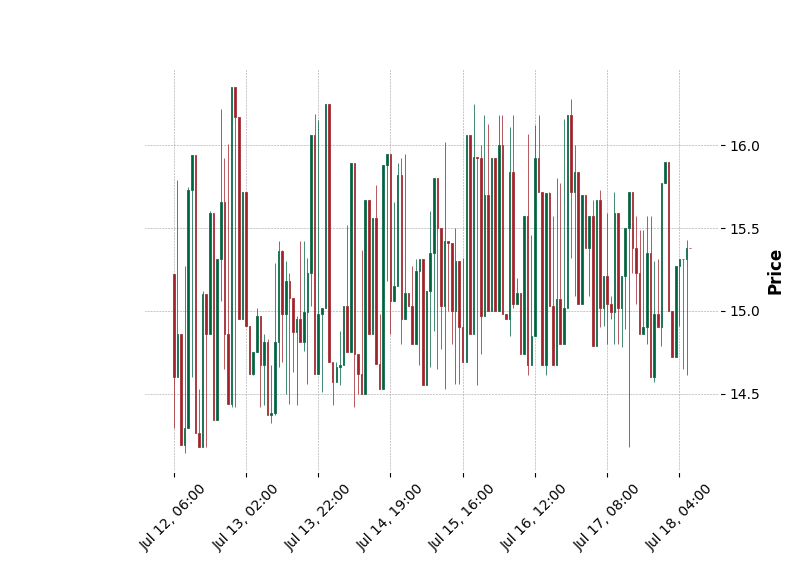 16.0
15.5
15.0
14.5
Price
Jul 12, 06:00
Jul 13, 02:00
Jul 13, 22:00
Jul 14, 19:00
Jul 15, 16:00
Jul 16, 12:00
Jul 17, 08:00
Jul 18, 04:00